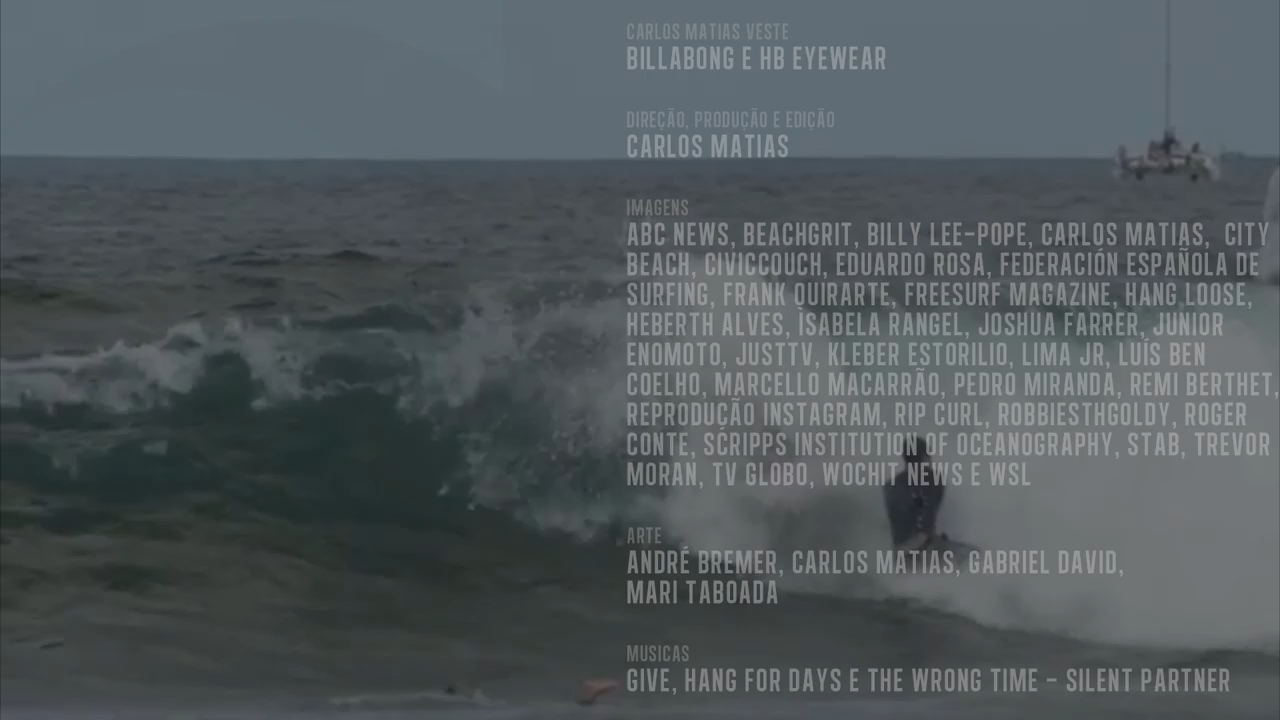 CARLOS MATIAS VESTE
BILLABONG E HB EYEWEAR
DIREÇÃO, PRODUÇÃO E EDIÇÃO
CARLOS MATIAS
IMAGENS
ABC NEWS, BEACHGRIT, BILLY LEE-POPE, CARLOS MATIAS, CITY
BEACH, CIVICCOUCH, EDUARDO ROSA, FEDERACIÓN ESPAÑOLA DE
SURFING, FRANK QUIRARTE, FREESURF MAGAZINE, HANG LOOSE,
HEBERTH ALVES, ISABELA RANGEL, JOSHUA FARRER, JUNIOR
ENOMOTO, JUSTTV, KLEBER ESTORILIO, LIMA JR, LUÍS BEN
COELHO, MARCELLO MACARRÃO, PEDRO MIRANDA, REMI BERTHET,
REPRODUÇÃO INSTAGRAM, RIP CURL, ROBBIESTHGOLDY, ROGER
CONTE, SCRIPPS INSTITUTION OF OCEANOGRAPHY, STAB, TREVOR
MORAN, TV GLOBO, WOCHIT NEWS E WSL
ARTE
ANDRÉ BREMER, CARLOS MATIAS, GABRIEL DAVID,
MARI TABOADA
MUSICAS
GIVE, HANG FOR DAYS E THE WRONG TIME - SILENT PARTNER